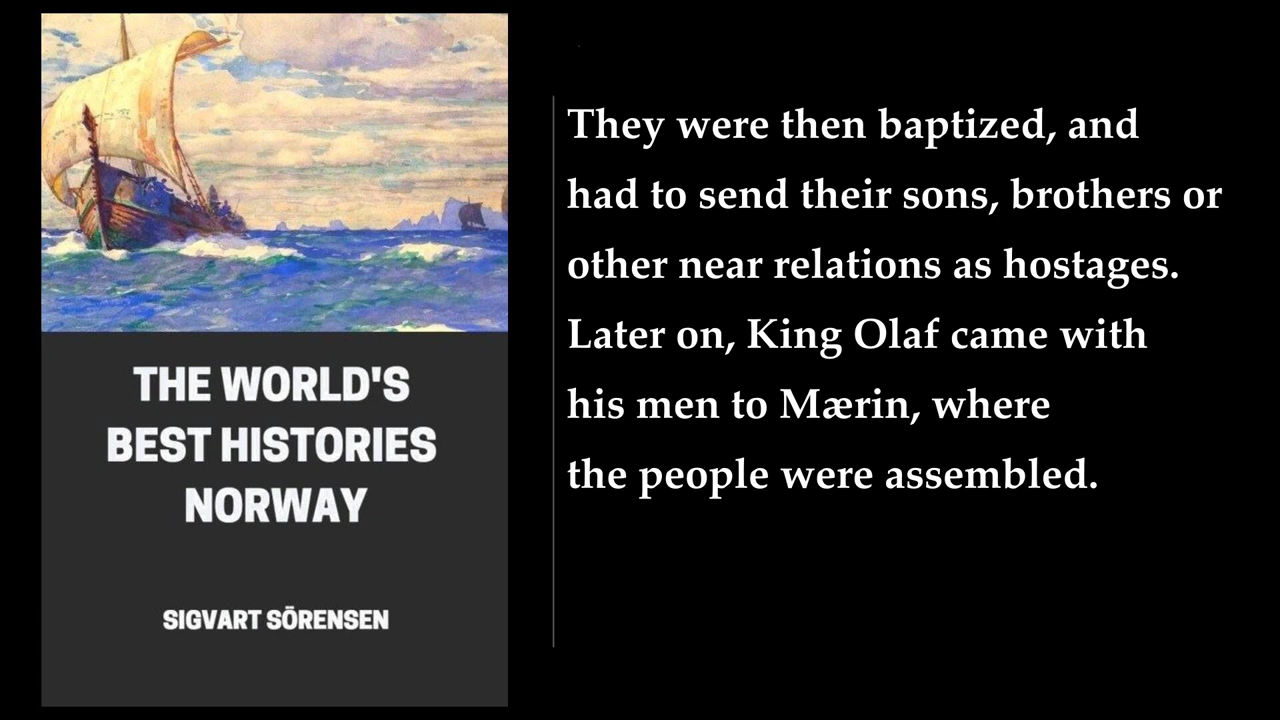 THE WORLD'S
BEST HISTORIES
NORWAY
SIGVART SÖRENSEN
They were then baptized, and
had to send their sons, brothers or
other near relations as hostages.
Later on, King Olaf came with
his men to Mærin, where
the people were assembled.